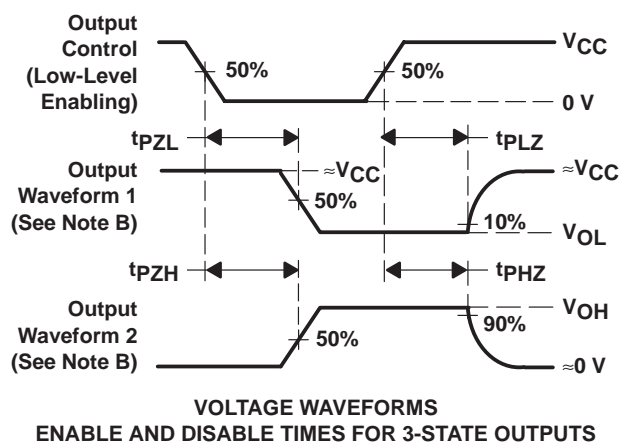 Output
Control
(Low-Level
Enabling)
50%
50%
VCC
0 V
tPZL
tPLZ
Output
Waveform 1
(See Note B)
≈VCC
50%
≈VCC
10%
VOL
tPZH
tPHZ
Output
Waveform 2
(See Note B)
50%
VOH
90%
≈0 V
VOLTAGE WAVEFORMS
ENABLE AND DISABLE TIMES FOR 3-STATE OUTPUTS